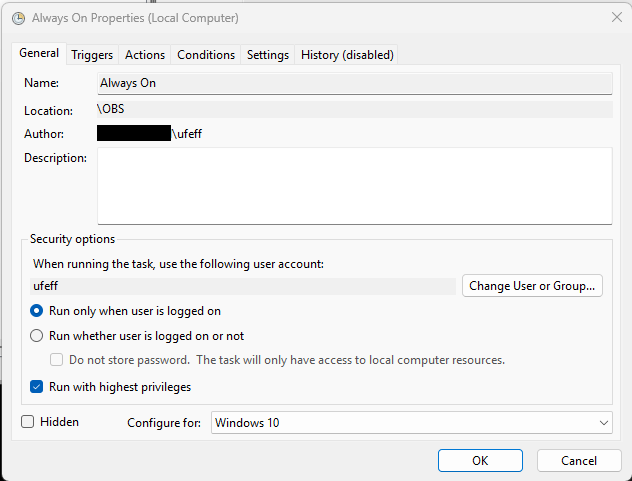 Always On Properties (Local Computer)
General Triggers Actions Conditions Settings History (disabled)
Name: Always On
Location: \OBS
Author: \ufeff
Description:
Security options
When running the task, use the following user account:
ufeff Change User or Group...
Run only when user is logged on
Run whether user is logged on or not
Do not store password. The task will only have access to local computer resources.
Run with highest privileges
Hidden Configure for: Windows 10
OK Cancel